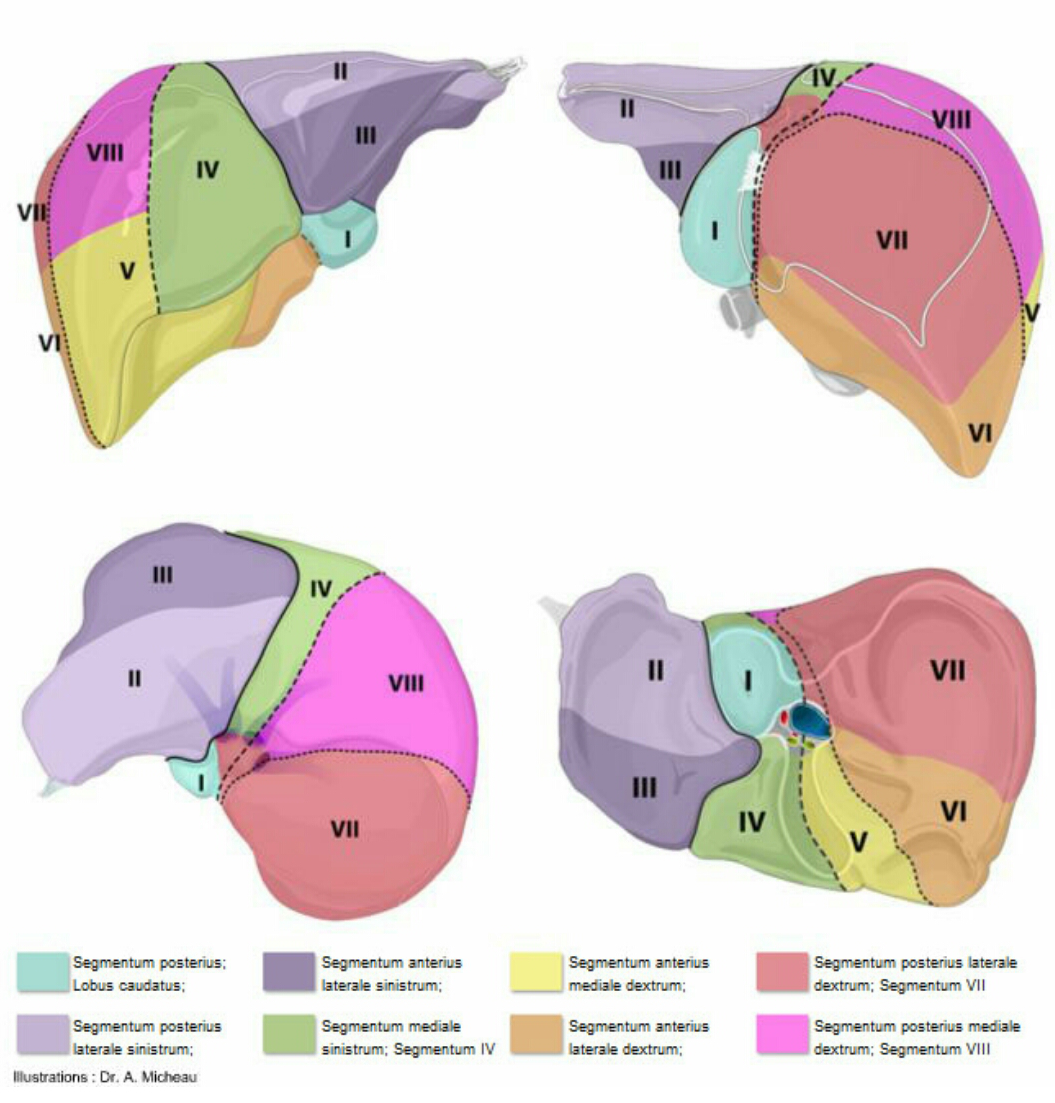 II
VIII
III
IV
VII
I
V
VI
IV
II
VIII
III
I
VII
V
VI
III
IV
II
VIII
I
VII
II
I
VII
III
IV
V
VI
Segmentum posterius;
Lobus caudatus;
Segmentum anterius
laterale sinistrum;
Segmentum anterius
mediale dextrum;
Segmentum posterius laterale
dextrum; Segmentum VII
Segmentum posterius
laterale sinistrum;
Segmentum mediale
sinistrum; Segmentum IV
Segmentum anterius
laterale dextrum;
Segmentum posterius mediale
dextrum; Segmentum VIII
Illustrations : Dr. A. Micheau